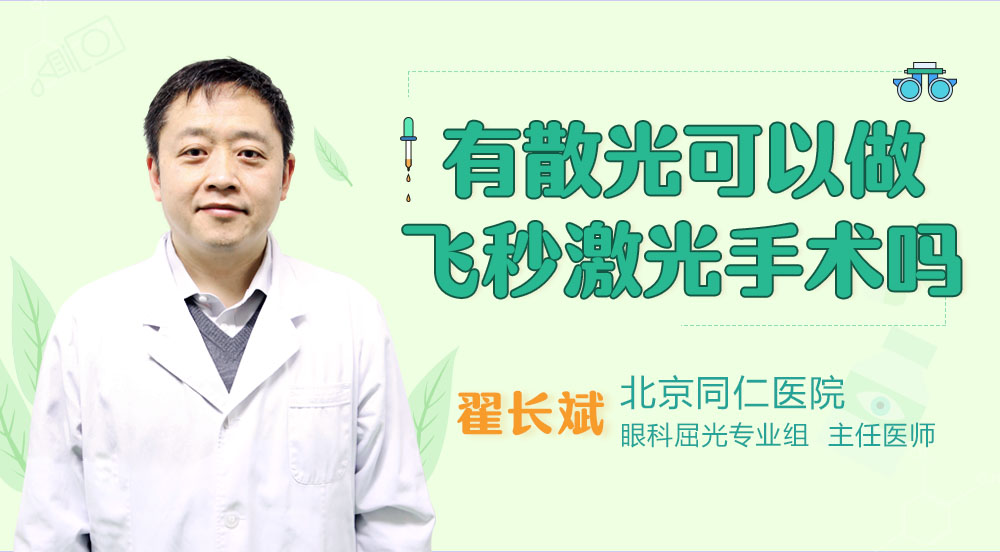 有散光可以做
飞秒激光手术吗
翟长斌
北京同仁医院
眼科屈光专业组 主任医师